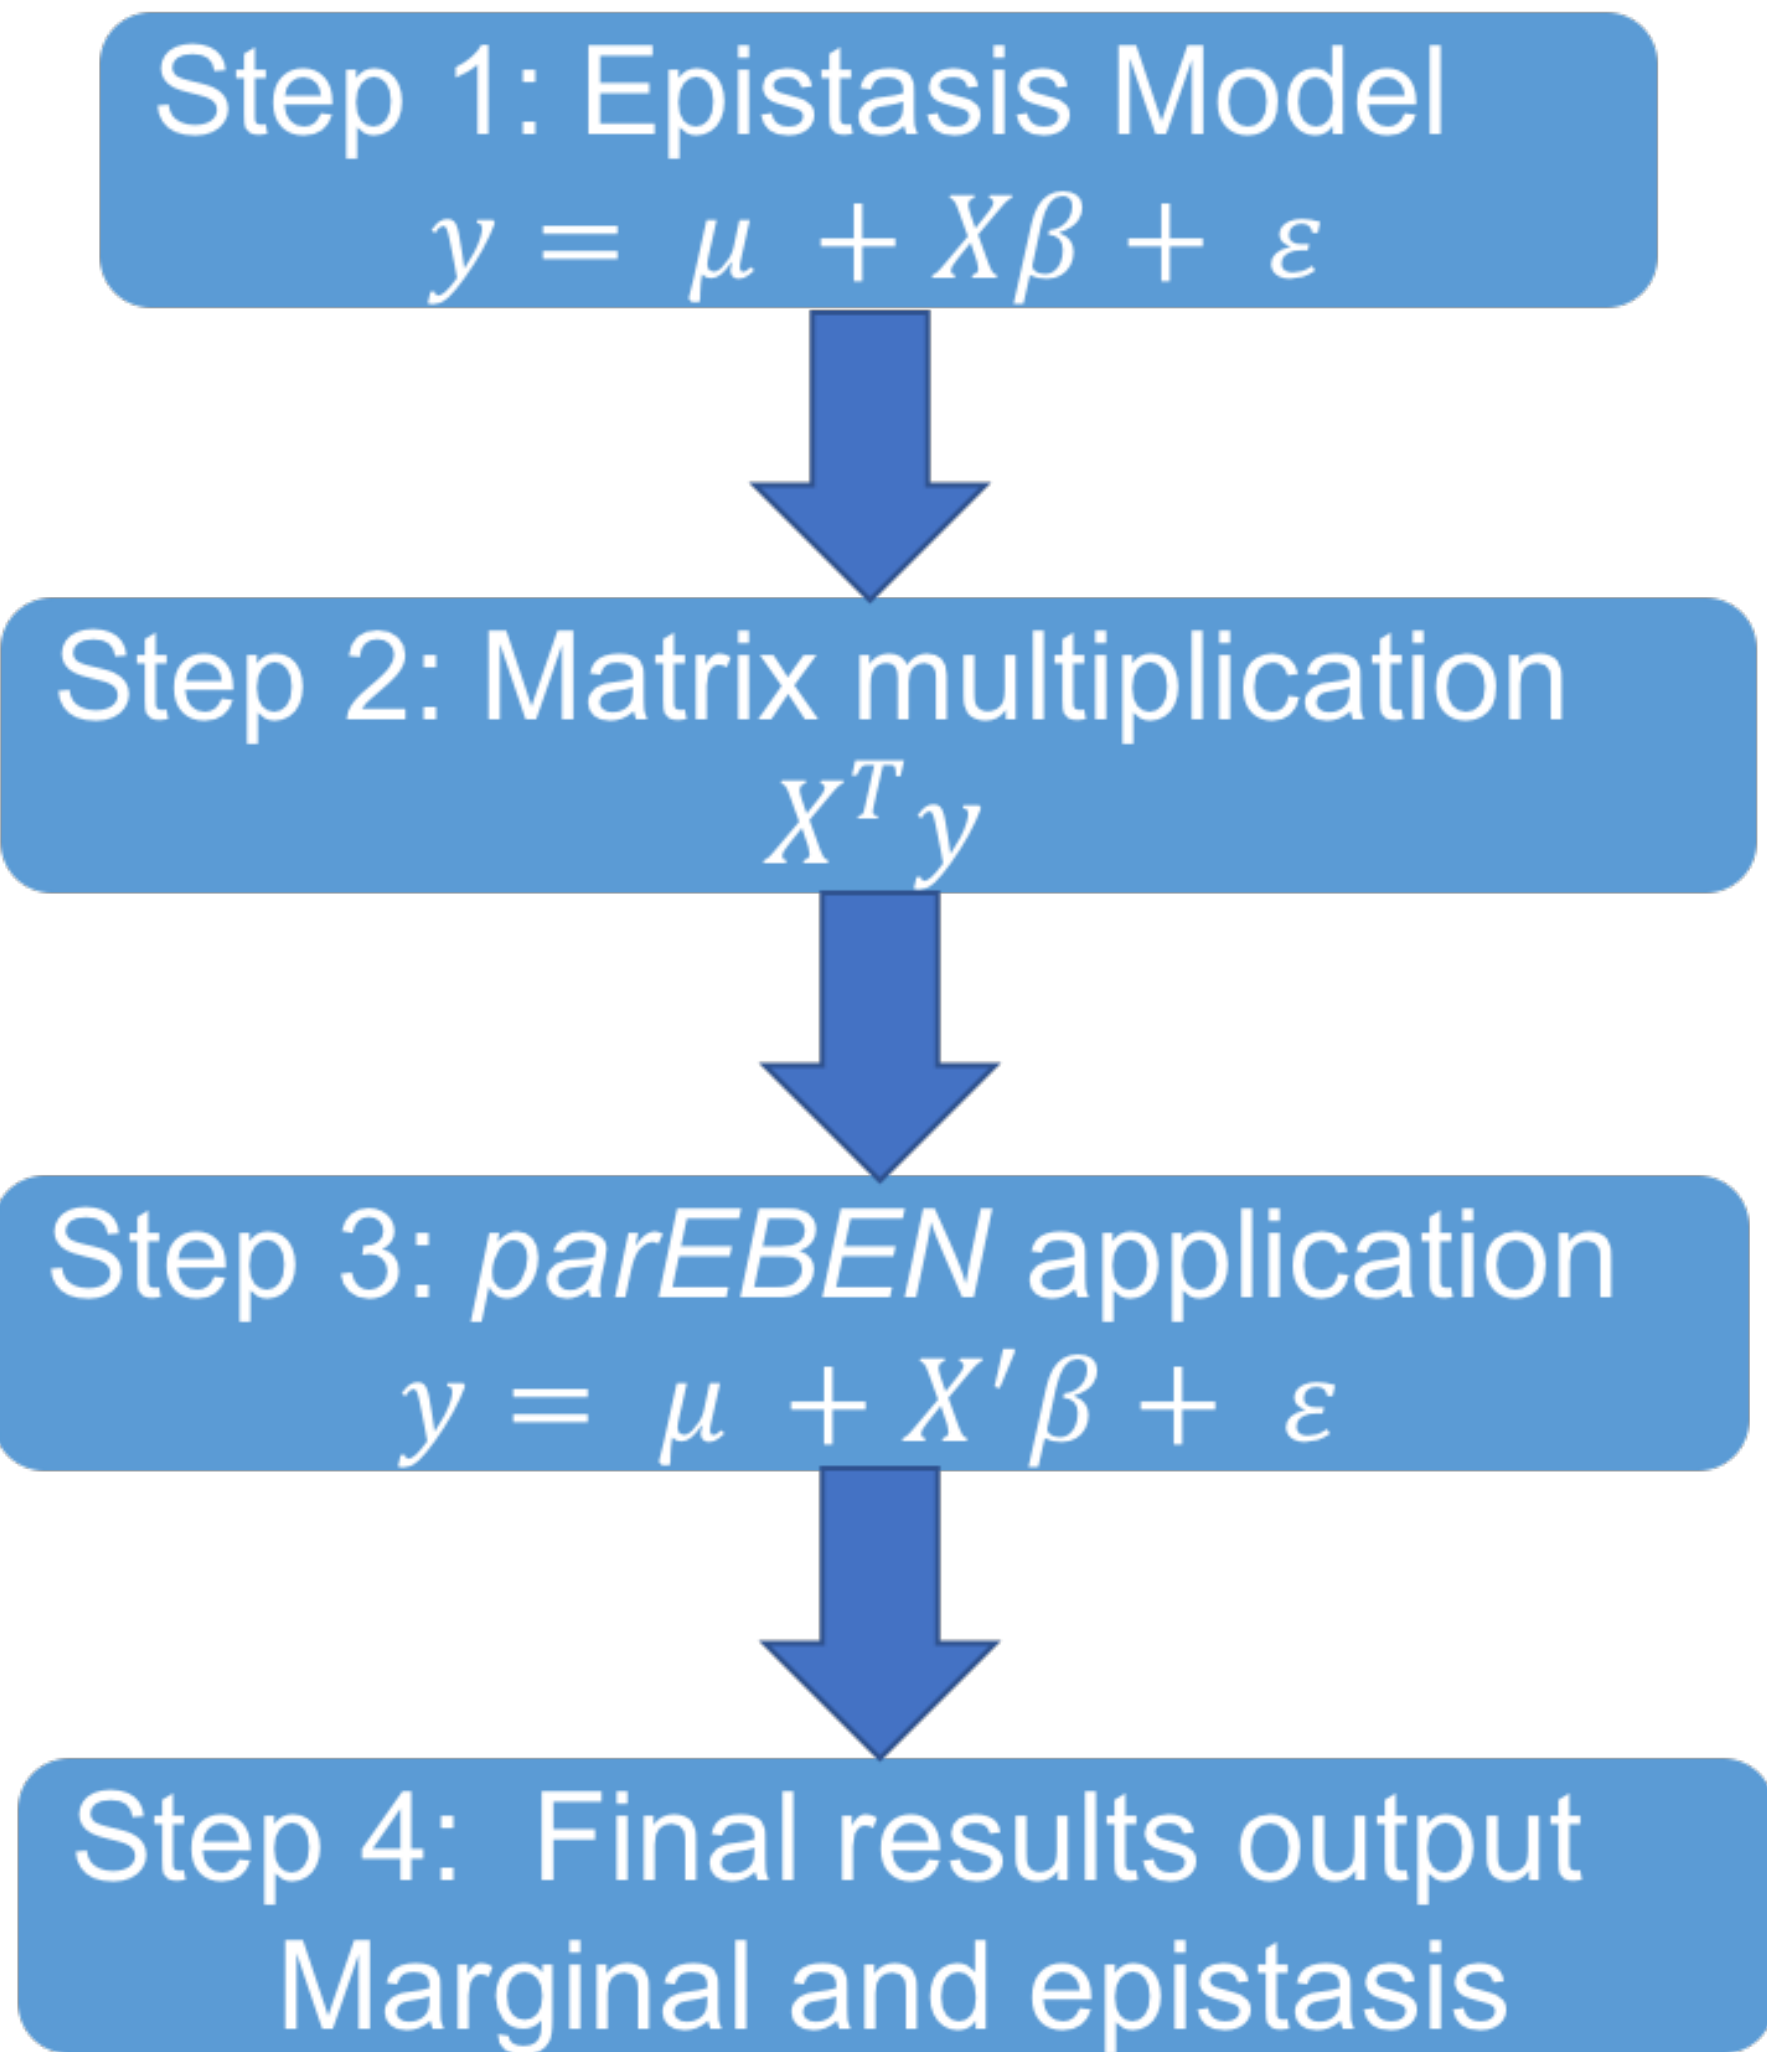 Step 1: Epistasis Model
y = μ + Xβ + ε
Step 2: Matrix multiplication
Xᵀy
Step 3: parEBEN application
y = μ + X′β + ε
Step 4: Final results output
Marginal and epistasis